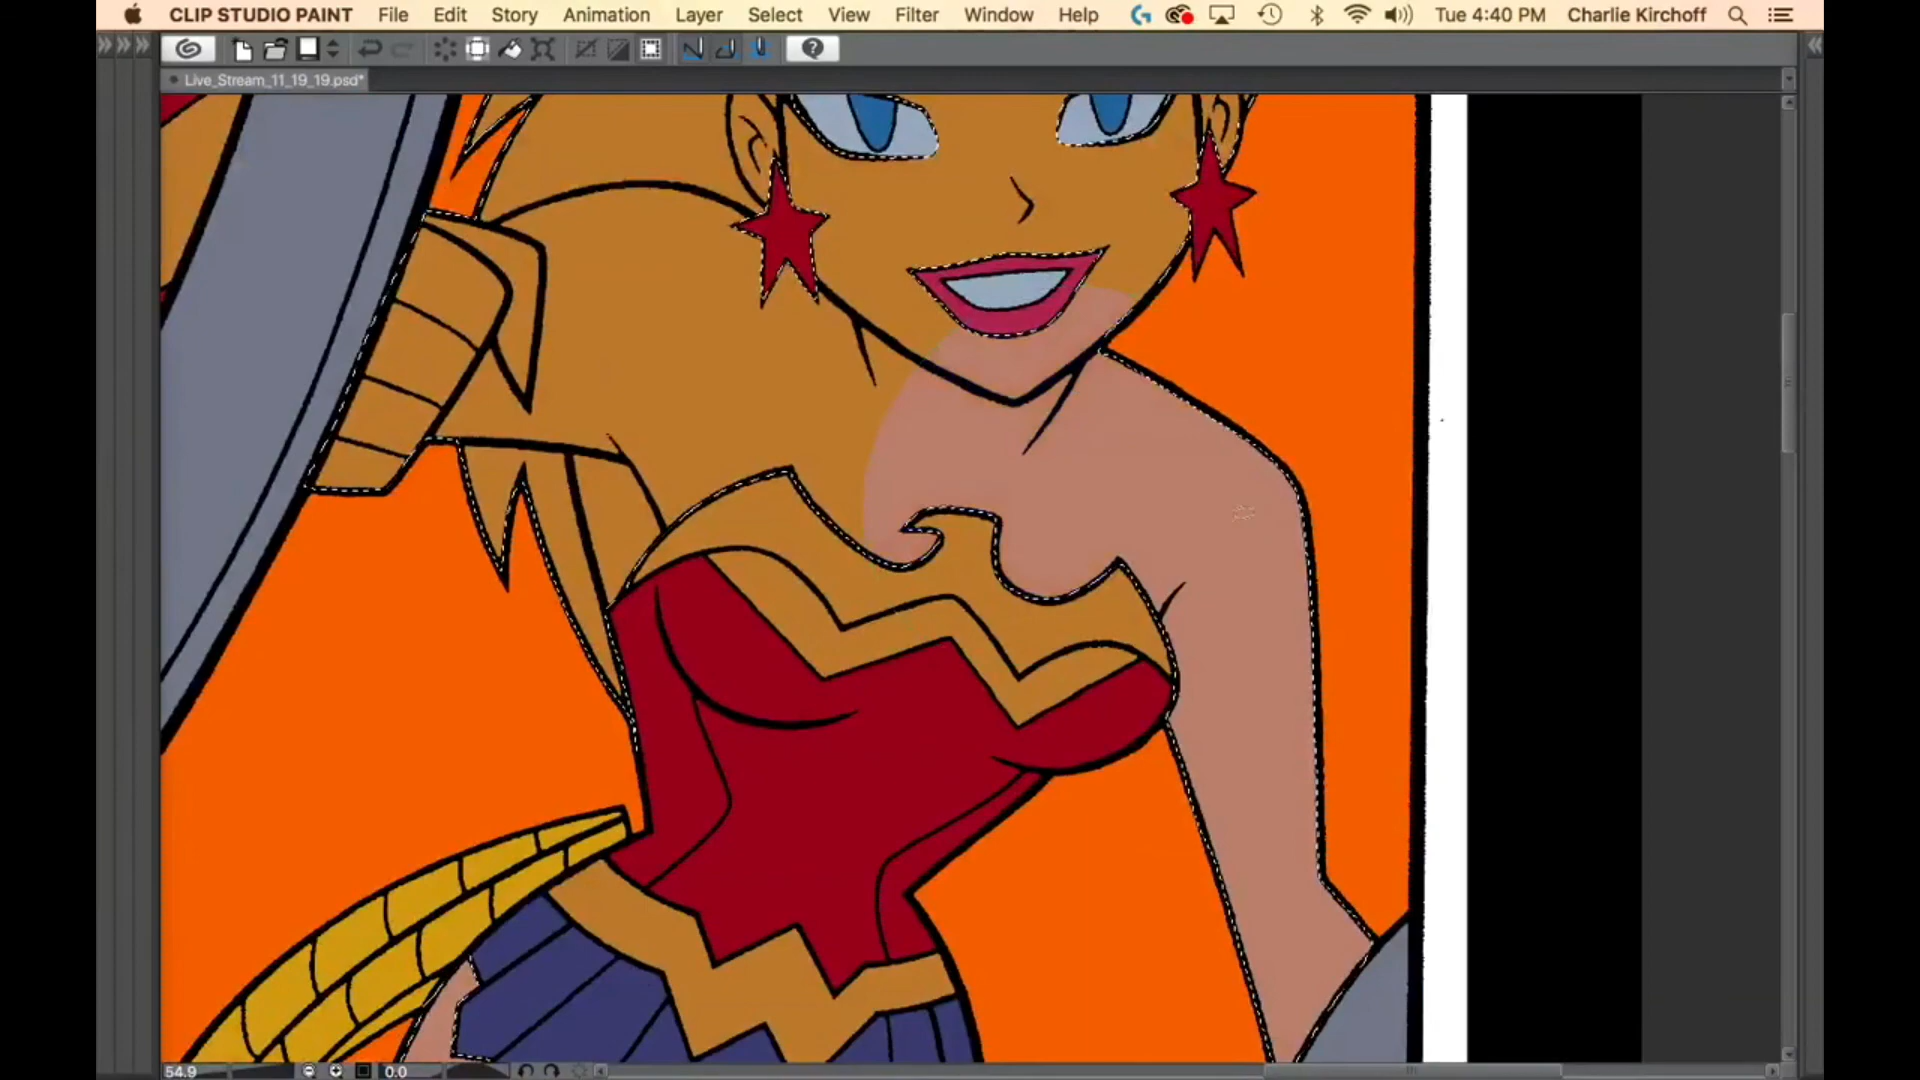 CLIP STUDIO PAINT File Edit Story Animation Layer Select View Filter Window Help Tue 4:40 PM Charlie Kirchoff
Live_Stream_11_19_19.psd*
54.9 0.0